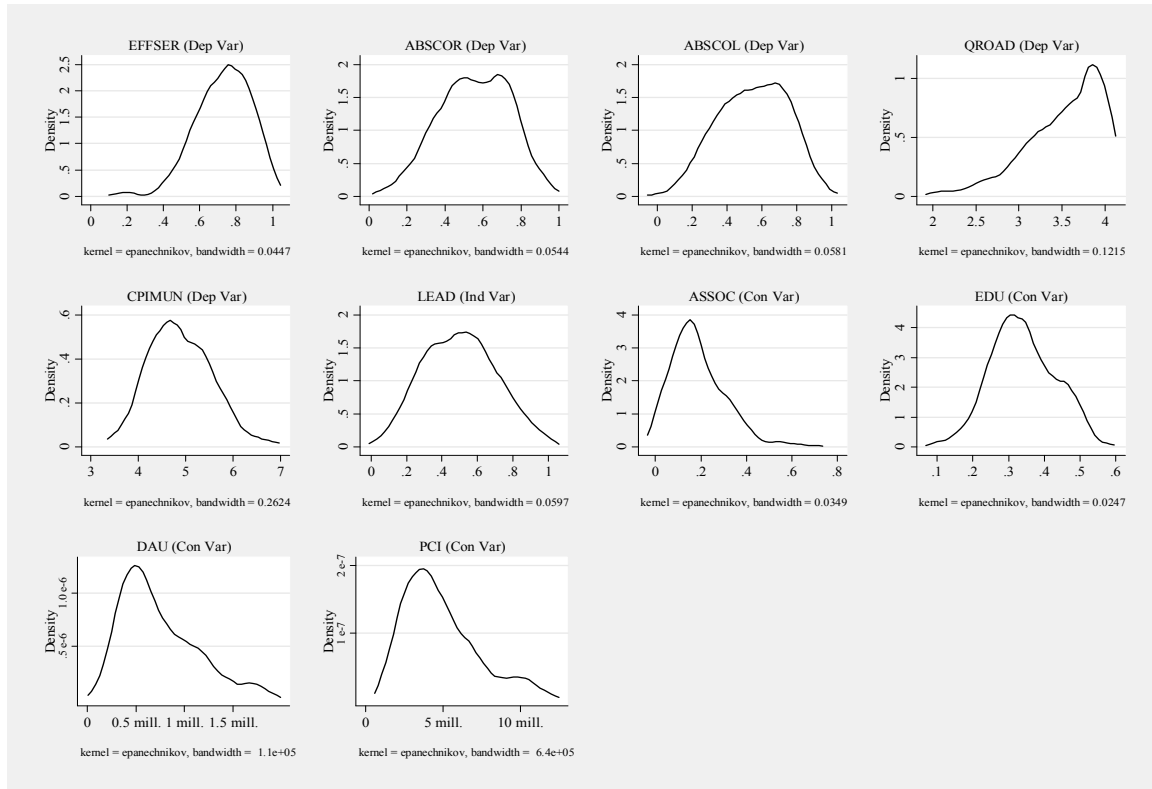 EFFSER (Dep Var)
Density
0 .5 1 1.5 2 2.5
0 .2 .4 .6 .8 1
kernel = epanechnikov, bandwidth = 0.0447
ABSCOR (Dep Var)
Density
0 .5 1 1.5 2
0 .2 .4 .6 .8 1
kernel = epanechnikov, bandwidth = 0.0544
ABSCOL (Dep Var)
Density
0 .5 1 1.5 2
0 .2 .4 .6 .8 1
kernel = epanechnikov, bandwidth = 0.0581
QROAD (Dep Var)
Density
0 .5 1
2 2.5 3 3.5 4
kernel = epanechnikov, bandwidth = 0.1215
CPIMUN (Dep Var)
Density
0 .2 .4 .6
3 4 5 6 7
kernel = epanechnikov, bandwidth = 0.2624
LEAD (Ind Var)
Density
0 .5 1 1.5 2
0 .2 .4 .6 .8 1
kernel = epanechnikov, bandwidth = 0.0597
ASSOC (Con Var)
Density
0 1 2 3 4
0 .2 .4 .6 .8
kernel = epanechnikov, bandwidth = 0.0349
EDU (Con Var)
Density
0 1 2 3 4
.1 .2 .3 .4 .5 .6
kernel = epanechnikov, bandwidth = 0.0247
DAU (Con Var)
Density
.5 e-6 1.0 e-6
0 0.5 mill. 1 mill. 1.5 mill.
kernel = epanechnikov, bandwidth = 1.1e+05
PCI (Con Var)
Density
1 e-7 2 e-7
0 5 mill. 10 mill.
kernel = epanechnikov, bandwidth = 6.4e+05